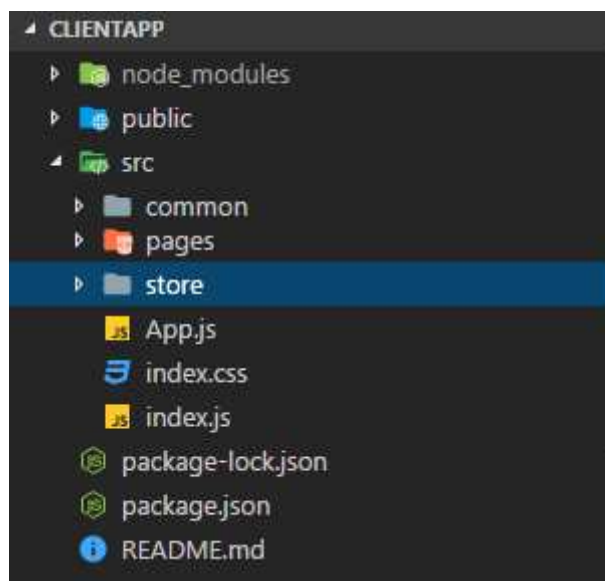 CLIENTAPP
node_modules
public
src
common
pages
store
App.js
index.css
index.js
package-lock.json
package.json
README.md